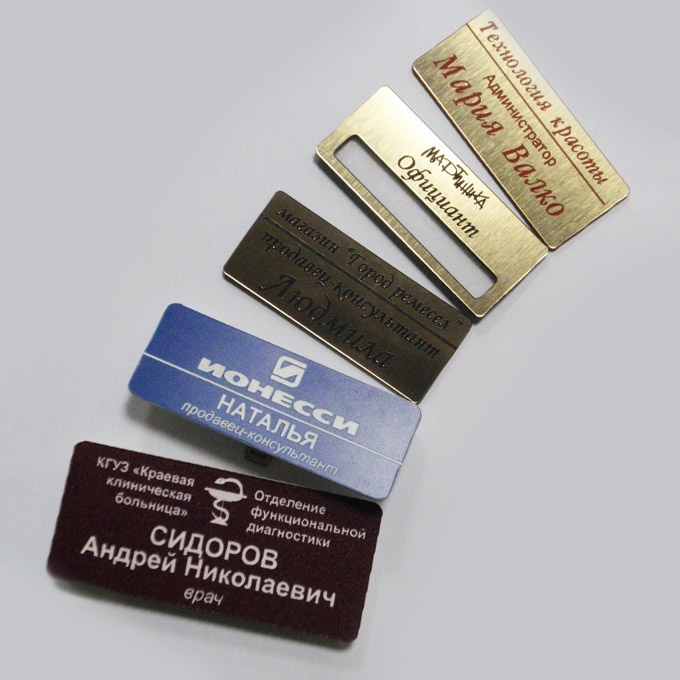 Технология красоты
Администратор
Мария Валко
МАРТЫШКА
Официант
магазин "Город ремесел"
продавец-консультант
Людмила
ИОНЕССИ
НАТАЛЬЯ
продавец-консультант
КГУЗ «Краевая
клиническая
больница»
Отделение
функциональной
диагностики
СИДОРОВ
Андрей Николаевич
врач